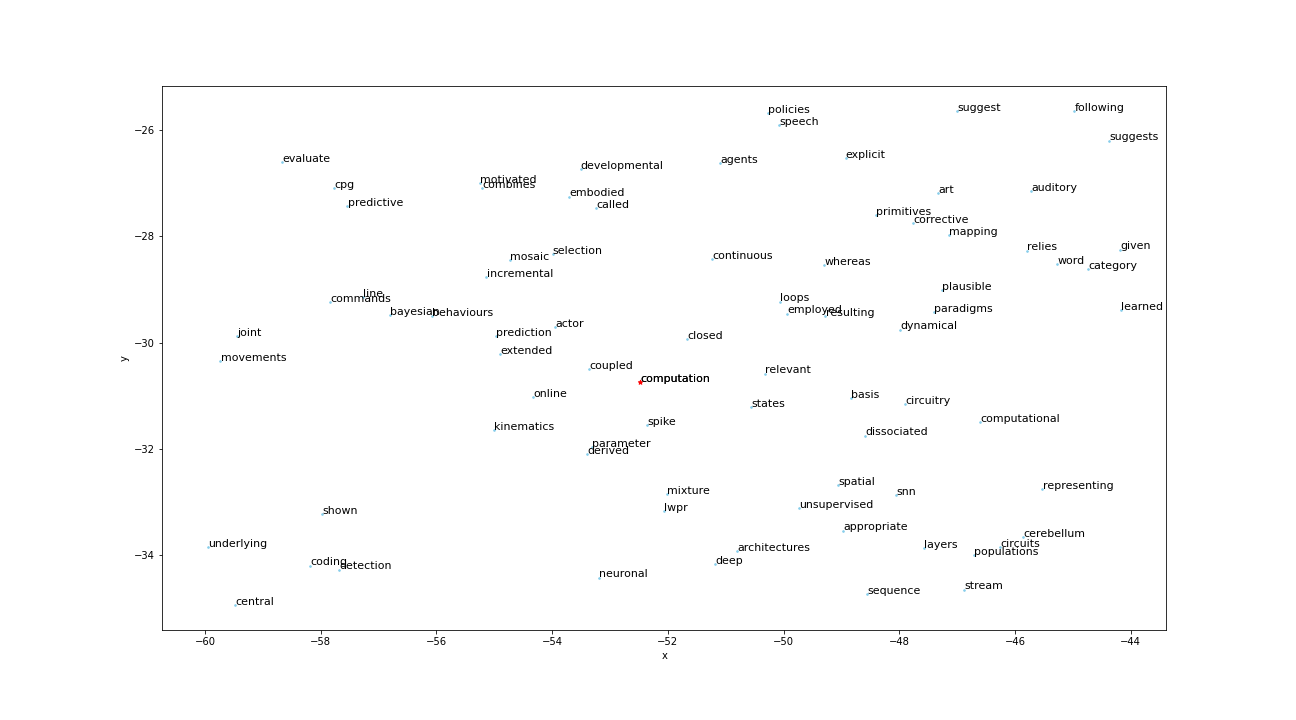 policies
suggest
following
speech
−26
suggests
evaluate
explicit
agents
developmental
motivated
combines
cpg
auditory
art
embodied
predictive
called
primitives
corrective
mapping
−28
given
relies
selection
mosaic
continuous
whereas
word
category
incremental
plausible
line
commands
loops
learned
employed
paradigms
bayesian
behaviours
resulting
actor
dynamical
joint
prediction
closed
−30
y
extended
movements
coupled
relevant
computation
online
basis
circuitry
states
computational
spike
kinematics
dissociated
parameter
derived
−32
spatial
representing
mixture
snn
unsupervised
lwpr
shown
appropriate
cerebellum
underlying
layers
circuits
architectures
populations
−34
deep
coding
detection
neuronal
stream
sequence
central
−60
−58
−56
−54
−52
−50
−48
−46
−44
x